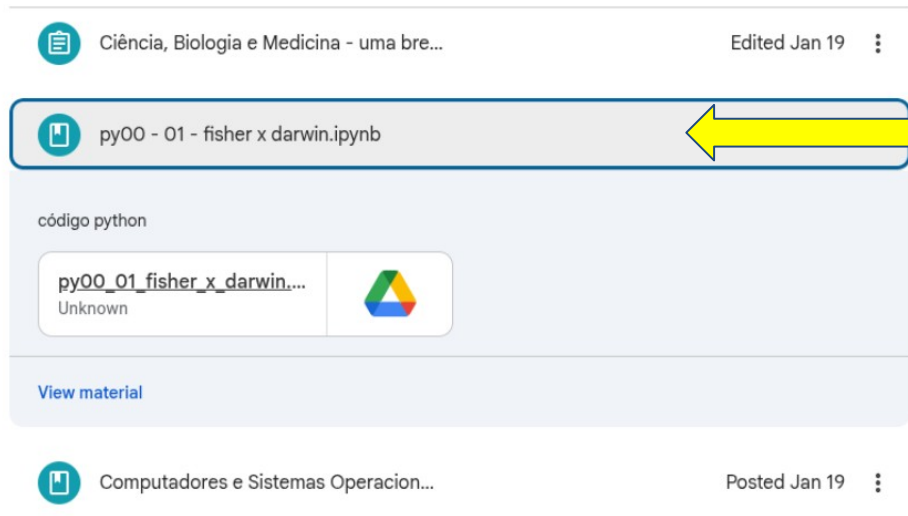 Ciência, Biologia e Medicina - uma bre... Edited Jan 19
py00 - 01 - fisher x darwin.ipynb
código python
py00_01_fisher_x_darwin....
Unknown
View material
Computadores e Sistemas Operacion... Posted Jan 19